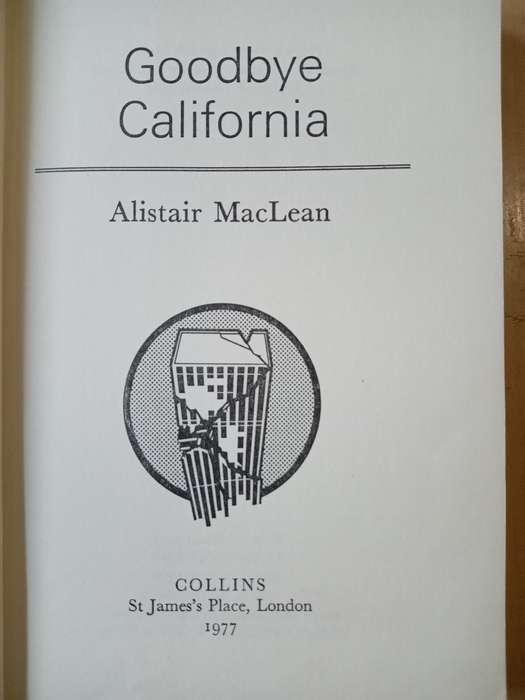 Goodbye
California
Alistair MacLean
COLLINS
St James's Place, London
1977